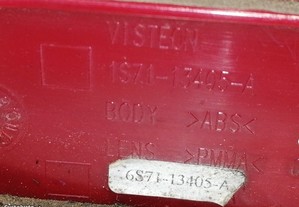 VISTEON
1S71-13405-A
BODY >ABS<
LENS >PMMA<
6S71-13405-A